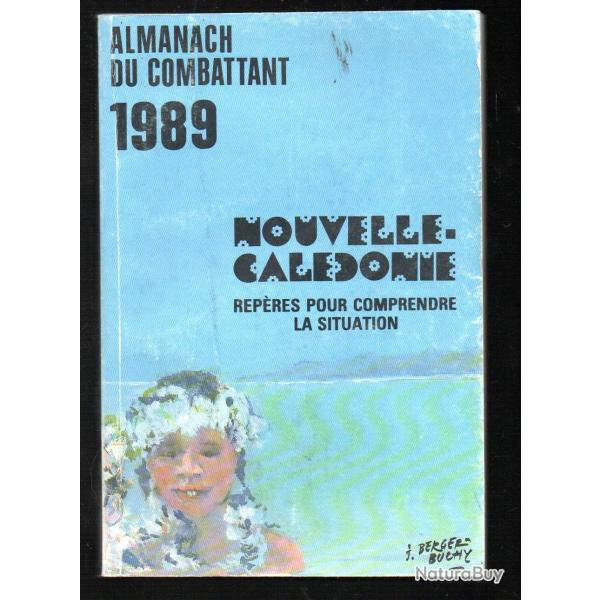 ALMANACH
DU COMBATTANT
1989
NOUVELLE-
CALEDONIE
REPÈRES POUR COMPRENDRE
LA SITUATION
J. BERGER-
BUCHY
NaturaBuy